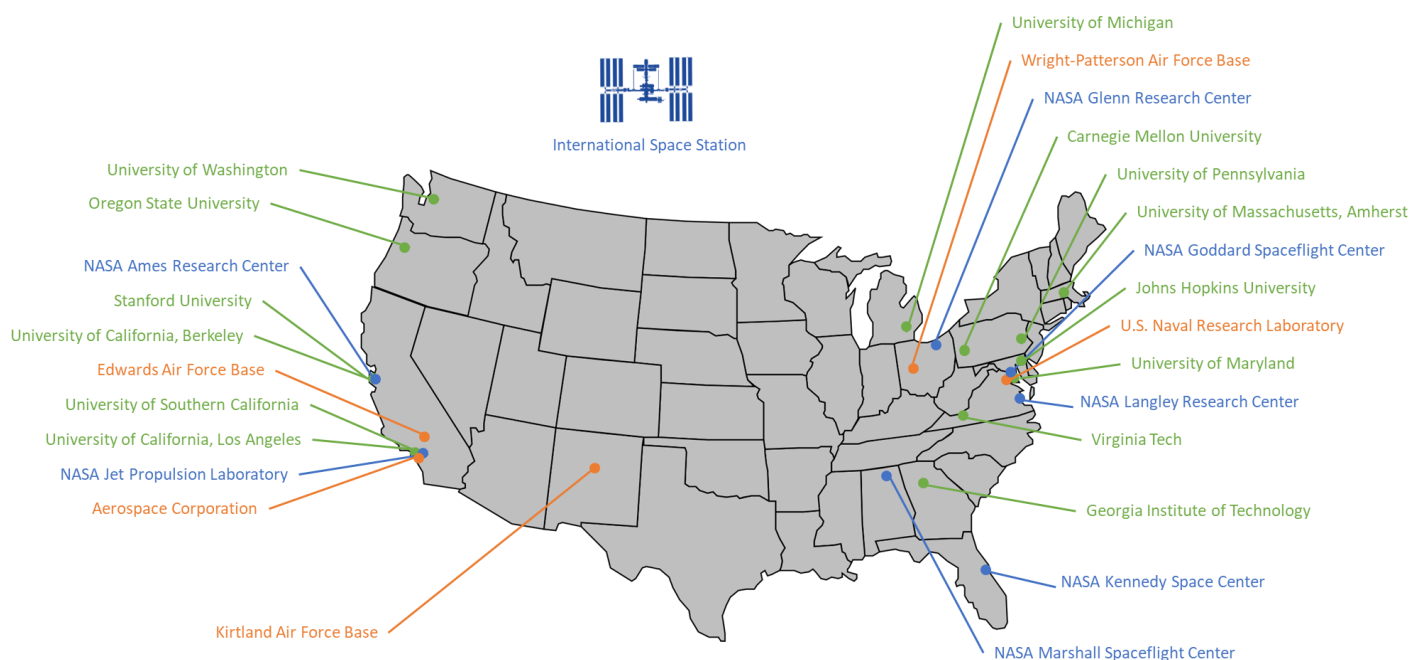 University of Michigan
Wright-Patterson Air Force Base
NASA Glenn Research Center
Carnegie Mellon University
International Space Station
University of Washington
University of Pennsylvania
Oregon State University
University of Massachusetts, Amherst
NASA Goddard Spaceflight Center
NASA Ames Research Center
Johns Hopkins University
Stanford University
U.S. Naval Research Laboratory
University of California, Berkeley
University of Maryland
Edwards Air Force Base
NASA Langley Research Center
University of Southern California
Virginia Tech
University of California, Los Angeles
NASA Jet Propulsion Laboratory
Aerospace Corporation
Georgia Institute of Technology
NASA Kennedy Space Center
Kirtland Air Force Base
NASA Marshall Spaceflight Center